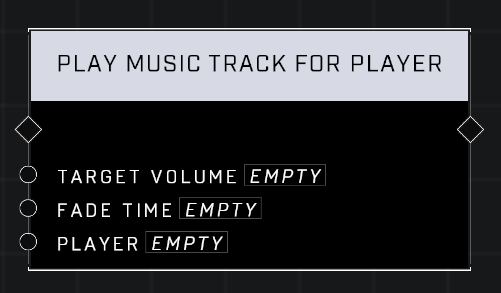 PLAY MUSIC TRACK FOR PLAYER
TARGET VOLUME EMPTY
FADE TIME EMPTY
PLAYER EMPTY